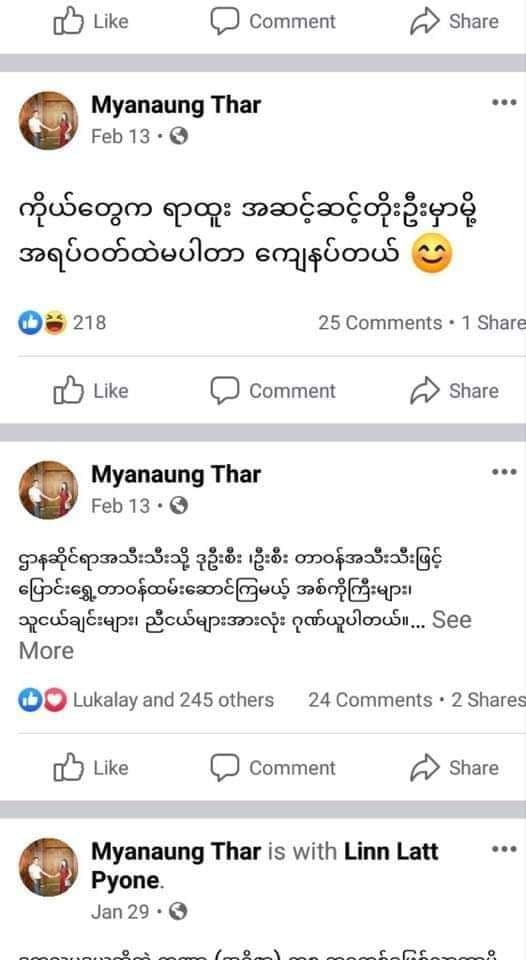 Like Comment Share
Myanaung Thar
Feb 13 •
ကိုယ်တွေက ရာထူး အဆင့်ဆင့်တိုးဦးမှာမို့
အရပ်ဝတ်ထဲမပါတာ ကျေနပ်တယ် 😊
218 25 Comments • 1 Share
Like Comment Share
Myanaung Thar
Feb 13 •
ဌာနဆိုင်ရာအသီးသီးသို့ ဒုဦးစီး ၊ဦးစီး တာဝန်အသီးသီးဖြင့်
ပြောင်းရွှေ့တာဝန်ထမ်းဆောင်ကြမယ့် အစ်ကိုကြီးများ၊
သူငယ်ချင်းများ၊ ညီငယ်များအားလုံး ဂုဏ်ယူပါတယ်။... See
More
Lukalay and 245 others 24 Comments • 2 Shares
Like Comment Share
Myanaung Thar is with Linn Latt
Pyone.
Jan 29 •